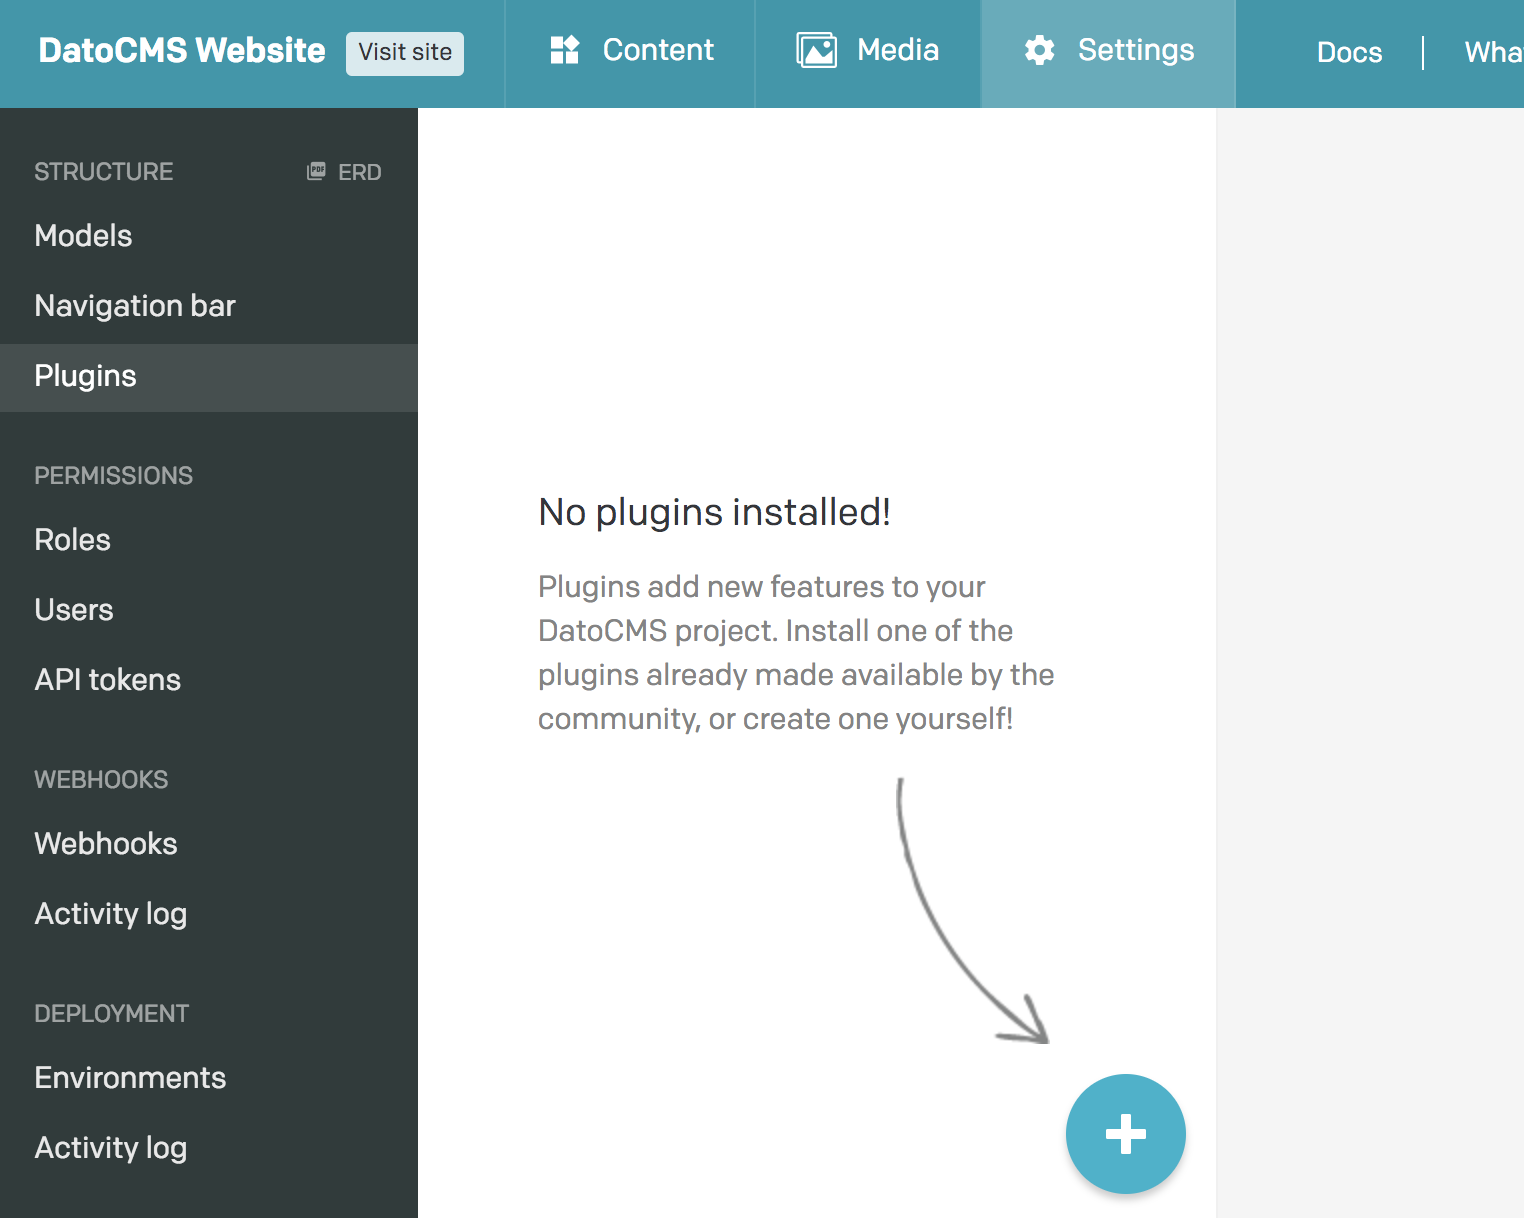 DatoCMS Website
Visit site
Content
Media
Settings
Docs
STRUCTURE
ERD
Models
Navigation bar
Plugins
PERMISSIONS
Roles
Users
API tokens
WEBHOOKS
Webhooks
Activity log
DEPLOYMENT
Environments
Activity log
No plugins installed!
Plugins add new features to your
DatoCMS project. Install one of the
plugins already made available by the
community, or create one yourself!